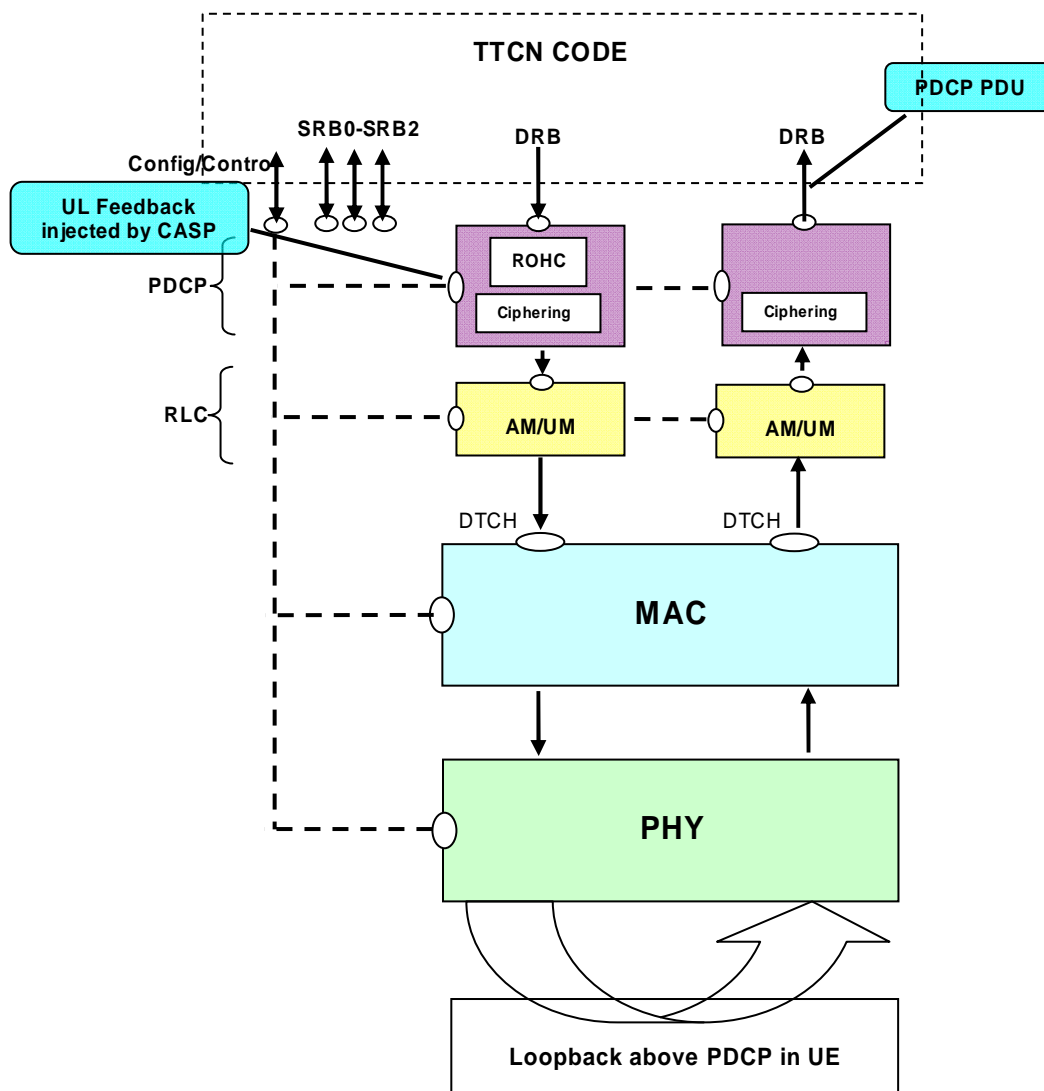 TTCN CODE
PDCP PDU
SRB0-SRB2
DRB
DRB
Config/Contro
UL Feedback
injected by CASP
ROHC
PDCP
Ciphering
Ciphering
RLC
AM/UM
AM/UM
DTCH
DTCH
MAC
PHY
Loopback above PDCP in UE